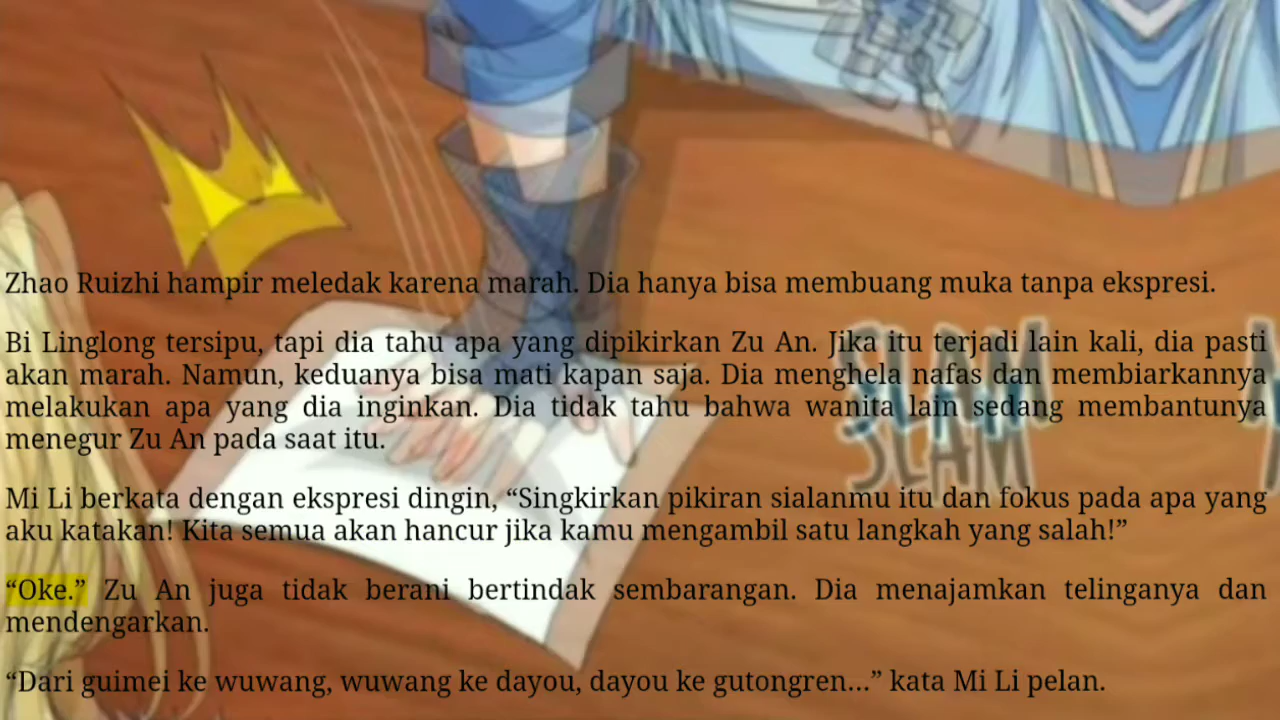 Zhao Ruizhi hampir meledak karena marah. Dia hanya bisa membuang muka tanpa ekspresi.
Bi Linglong tersipu, tapi dia tahu apa yang dipikirkan Zu An. Jika itu terjadi lain kali, dia pasti
akan marah. Namun, keduanya bisa mati kapan saja. Dia menghela nafas dan membiarkannya
melakukan apa yang dia inginkan. Dia tidak tahu bahwa wanita lain sedang membantunya
menegur Zu An pada saat itu.
Mi Li berkata dengan ekspresi dingin, “Singkirkan pikiran sialanmu itu dan fokus pada apa yang
aku katakan! Kita semua akan hancur jika kamu mengambil satu langkah yang salah!”
“Oke.” Zu An juga tidak berani bertindak sembarangan. Dia menajamkan telinganya dan
mendengarkan.
“Dari guimei ke wuwang, wuwang ke dayou, dayou ke gutongren…” kata Mi Li pelan.
SLAM
SLAM